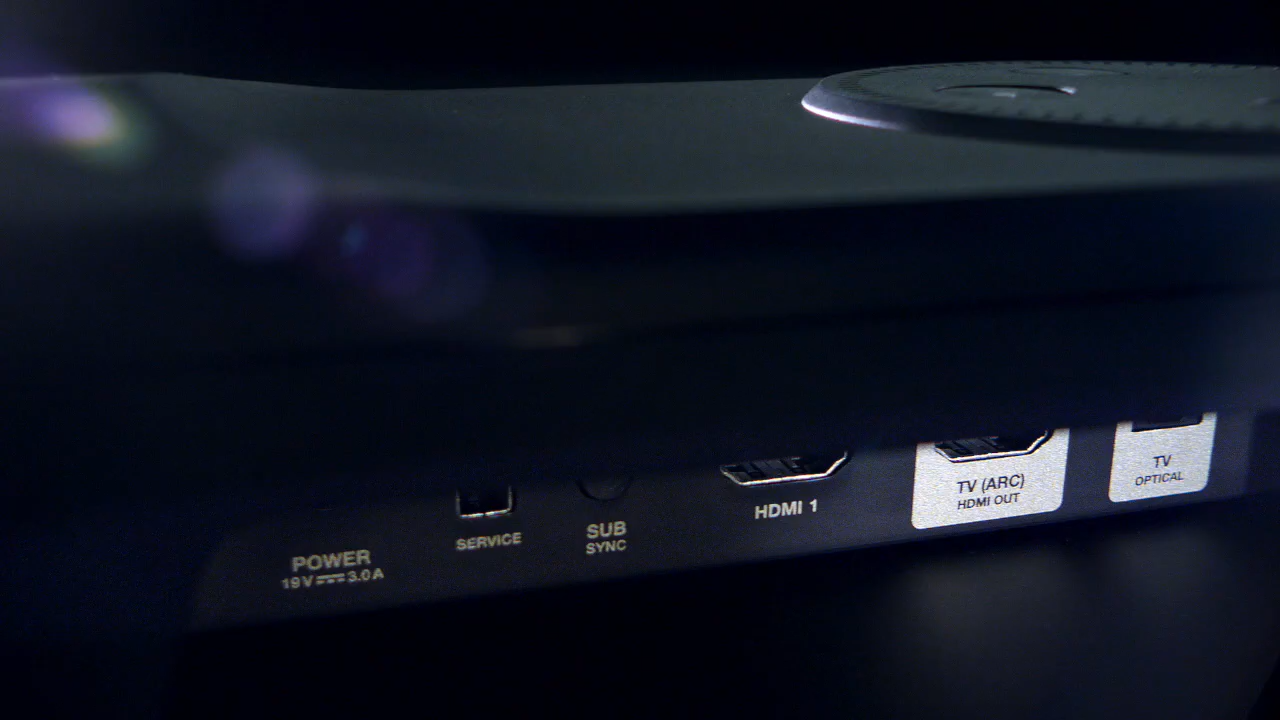 POWER
19V⎓3.0A
SERVICE
SUB
SYNC
HDMI 1
TV (ARC)
HDMI OUT
TV
OPTICAL